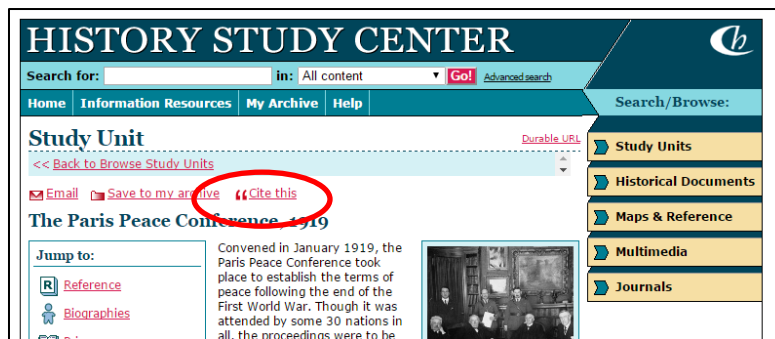 HISTORY STUDY CENTER
Search for: in: All content Go! Advanced search
Home Information Resources My Archive Help
Search/Browse:
Study Unit
Durable URL
<< Back to Browse Study Units
Email Save to my archive Cite this
The Paris Peace Conference, 1919
Jump to:
Reference
Biographies
Convened in January 1919, the
Paris Peace Conference took
place to establish the terms of
peace following the end of the
First World War. Though it was
attended by some 30 nations in
all, the proceedings were to be
Study Units
Historical Documents
Maps & Reference
Multimedia
Journals